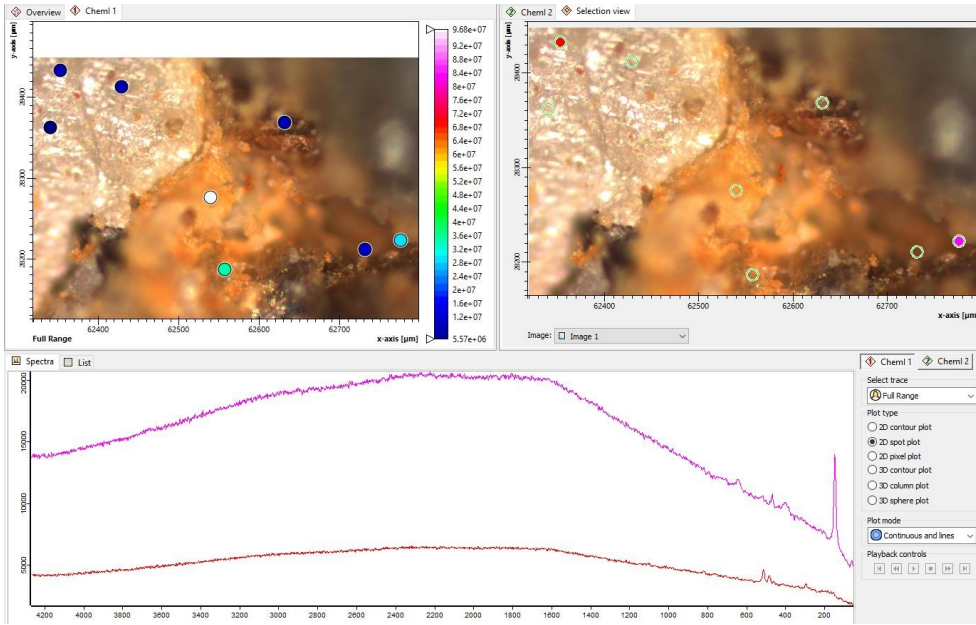 Overview
ChemI 1
y-axis [µm]
28400
28300
28200
62400
62500
62600
62700
Full Range
x-axis [µm]
9.68e+07
9.2e+07
8.8e+07
8.4e+07
8e+07
7.6e+07
7.2e+07
6.8e+07
6.4e+07
6e+07
5.6e+07
5.2e+07
4.8e+07
4.4e+07
4e+07
3.6e+07
3.2e+07
2.8e+07
2.4e+07
2e+07
1.6e+07
1.2e+07
5.57e+06
ChemI 2
Selection view
y-axis [µm]
28400
28300
28200
62400
62500
62600
62700
x-axis [µm]
Image:
Image 1
Spectra
List
20000
15000
10000
5000
4200
4000
3800
3600
3400
3200
3000
2800
2600
2400
2200
2000
1800
1600
1400
1200
1000
800
600
400
200
ChemI 1
ChemI 2
Select trace
Full Range
Plot type
2D contour plot
2D spot plot
2D pixel plot
3D contour plot
3D column plot
3D sphere plot
Plot mode
Continuous and lines
Playback controls